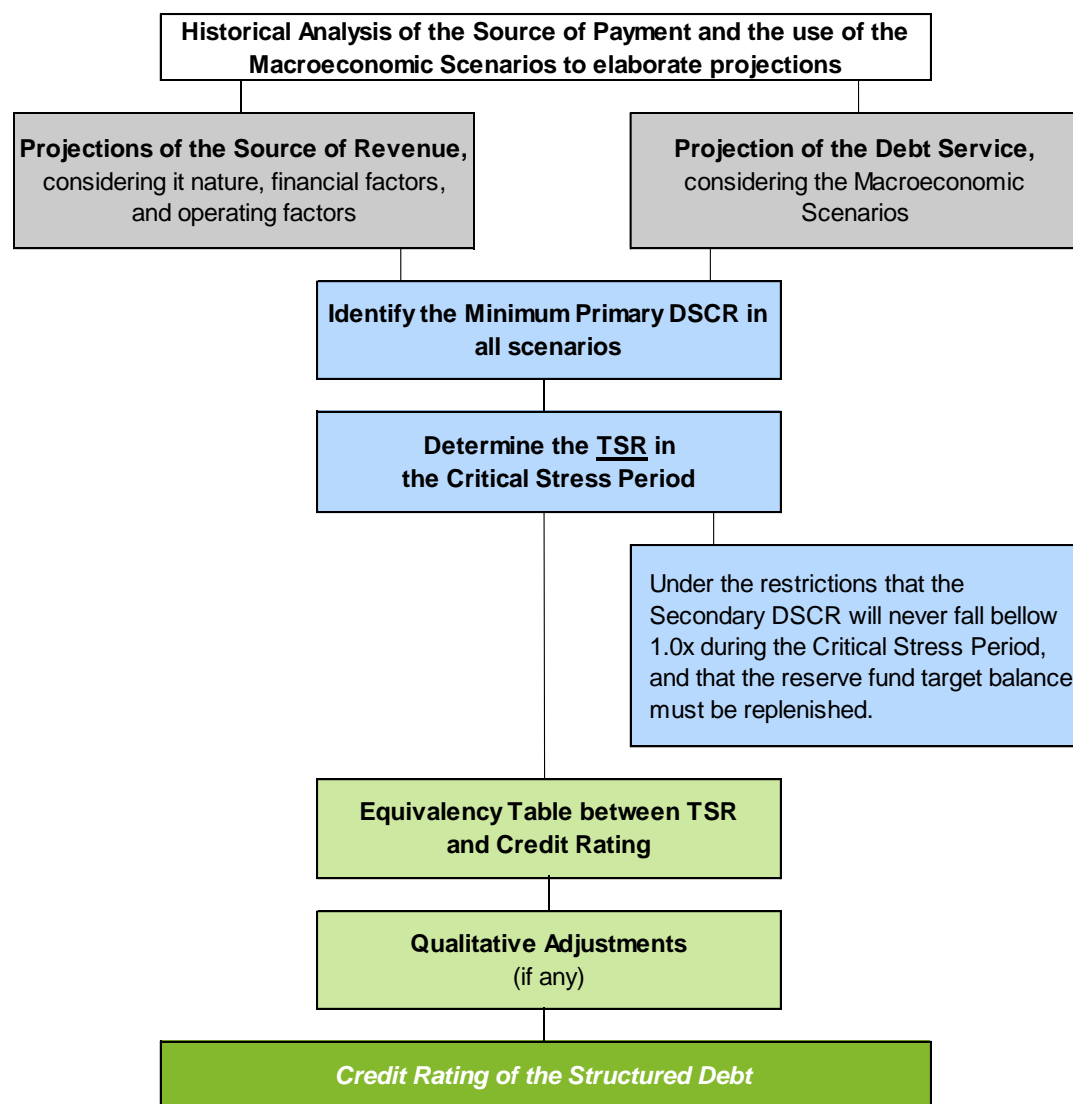 Historical Analysis of the Source of Payment and the use of the
Macroeconomic Scenarios to elaborate projections
Projections of the Source of Revenue,
considering it nature, financial factors,
and operating factors
Projection of the Debt Service,
considering the Macroeconomic
Scenarios
Identify the Minimum Primary DSCR in
all scenarios
Determine the TSR in
the Critical Stress Period
Under the restrictions that the
Secondary DSCR will never fall bellow
1.0x during the Critical Stress Period,
and that the reserve fund target balance
must be replenished.
Equivalency Table between TSR
and Credit Rating
Qualitative Adjustments
(if any)
Credit Rating of the Structured Debt